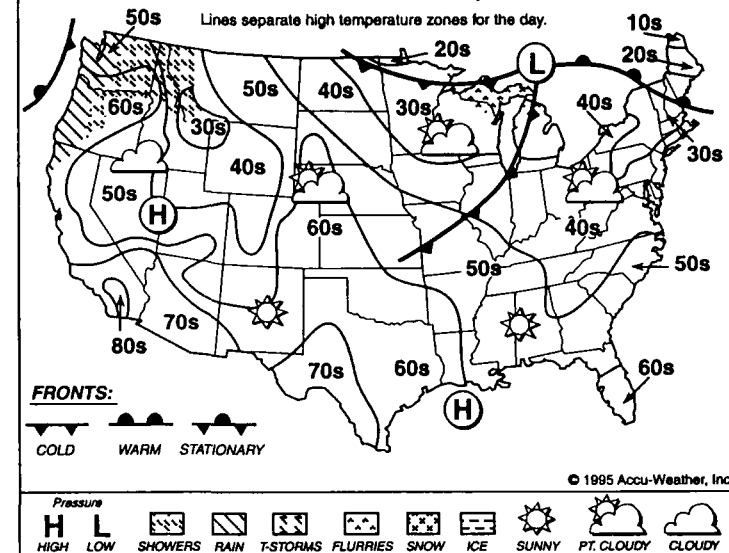 Lines separate high temperature zones for the day.
50s
10s
20s
20s
L
50s
40s
30s
40s
60s
30s
40s
30s
50s
H
60s
40s
50s
50s
70s
80s
70s
60s
60s
H
FRONTS:
COLD WARM STATIONARY
© 1995 Accu-Weather, Inc
Pressure
H L
HIGH LOW SHOWERS RAIN T-STORMS FLURRIES SNOW ICE SUNNY PT. CLOUDY CLOUDY